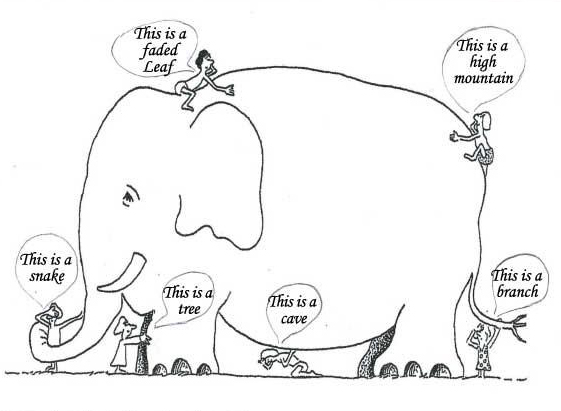 This is a
faded
Leaf
This is a
high
mountain
This is a
snake
This is a
tree
This is a
cave
This is a
branch